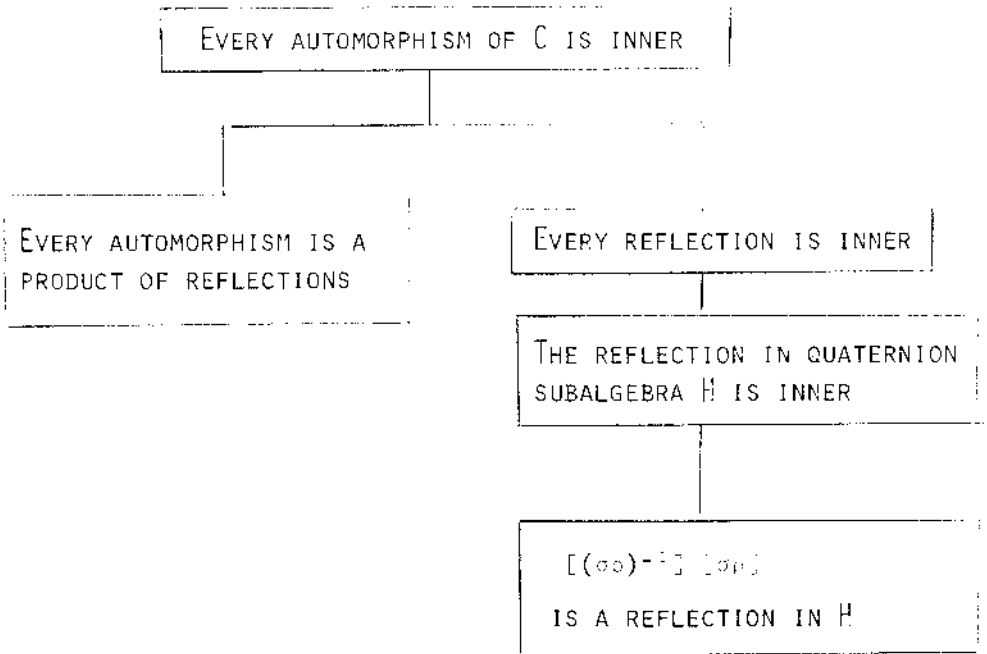 EVERY AUTOMORPHISM OF C IS INNER
EVERY AUTOMORPHISM IS A
PRODUCT OF REFLECTIONS
EVERY REFLECTION IS INNER
THE REFLECTION IN QUATERNION
SUBALGEBRA H IS INNER
IS A REFLECTION IN H